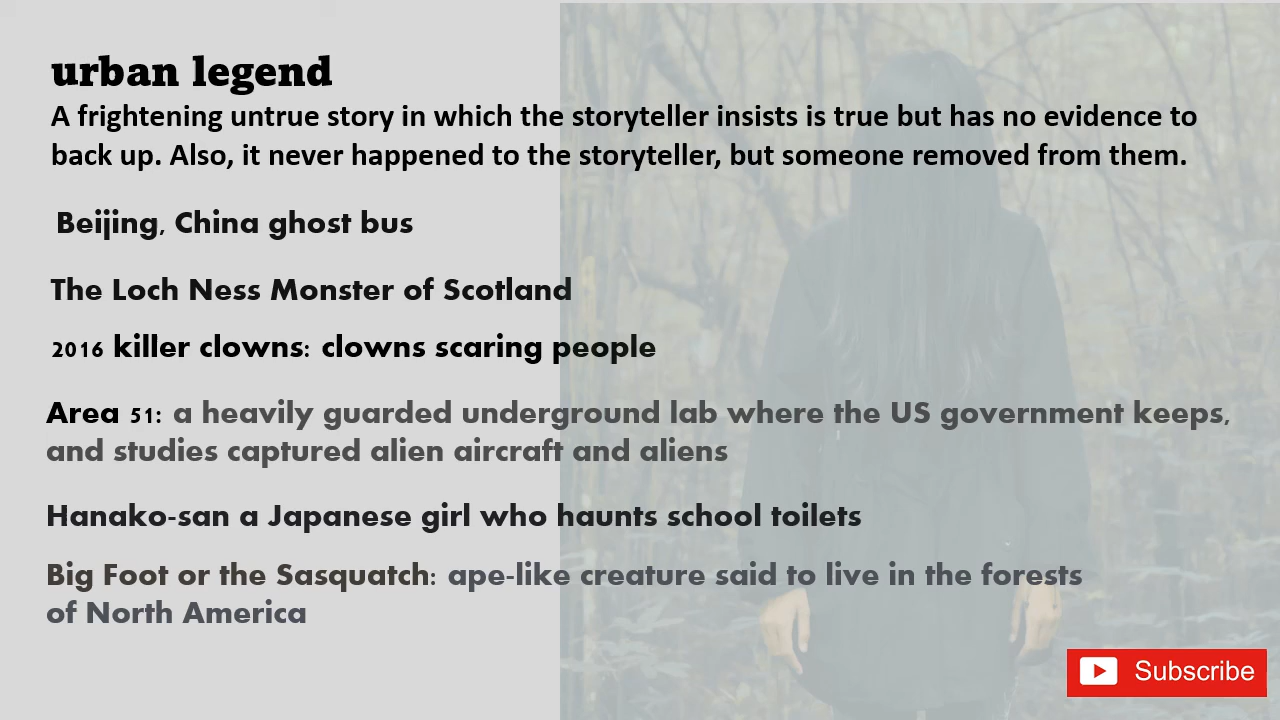 urban legend
A frightening untrue story in which the storyteller insists is true but has no evidence to
back up. Also, it never happened to the storyteller, but someone removed from them.
Beijing, China ghost bus
The Loch Ness Monster of Scotland
2016 killer clowns: clowns scaring people
Area 51: a heavily guarded underground lab where the US government keeps,
and studies captured alien aircraft and aliens
Hanako-san a Japanese girl who haunts school toilets
Big Foot or the Sasquatch: ape-like creature said to live in the forests
of North America
Subscribe